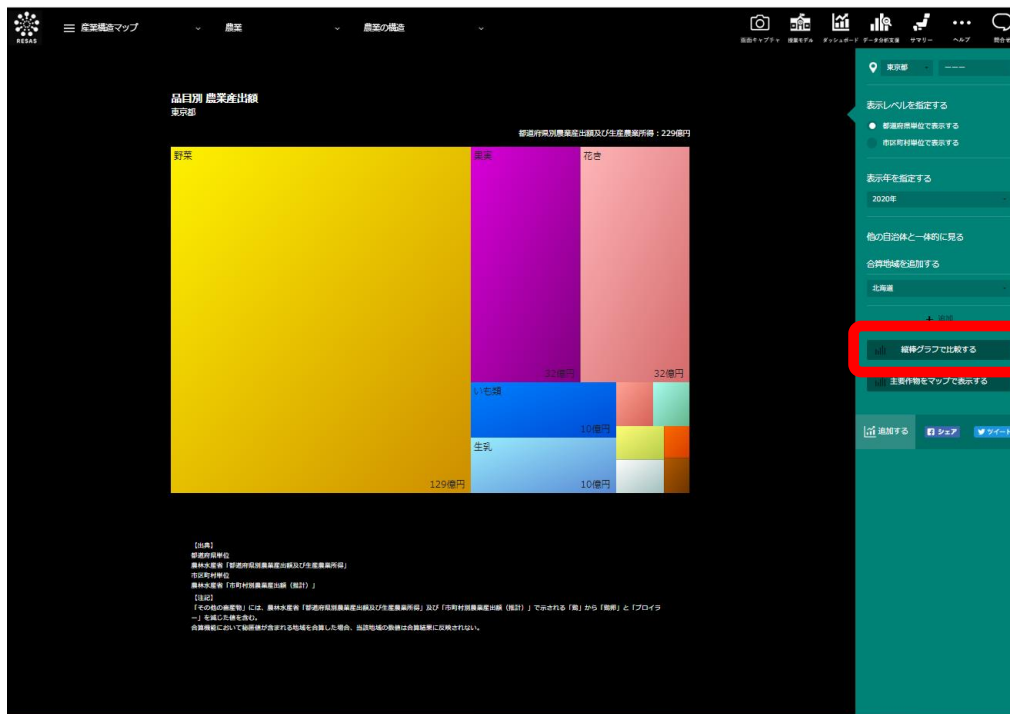 RESAS
産業構造マップ
農業
農業の構造
画面キャプチャ
授業モデル
ダッシュボード
データ分析支援
サマリー
ヘルプ
品目別 農業産出額
東京都
都道府県別農業産出額及び生産農業所得：229億円
野菜
129億円
果実
32億円
花き
32億円
いも類
10億円
生乳
10億円
【出典】
都道府県単位
農林水産省「都道府県別農業産出額及び生産農業所得」
市区町村単位
農林水産省「市町村別農業産出額（推計）」
【注記】
「その他の畜産物」には、農林水産省「都道府県別農業産出額及び生産農業所得」及び「市町村別農業産出額（推計）」で示される「鶏」から「鶏卵」と「ブロイラ
ー」を減じた値を含む。
合算機能において秘匿値が含まれる地域を合算した場合、当該地域の数値は合算結果に反映されない。
東京都
---
表示レベルを指定する
都道府県単位で表示する
市区町村単位で表示する
表示年を指定する
2020年
他の自治体と一体的に見る
合算地域を追加する
北海道
+ 追加
縦棒グラフで比較する
主要作物をマップで表示する
追加する
シェア
ツイート